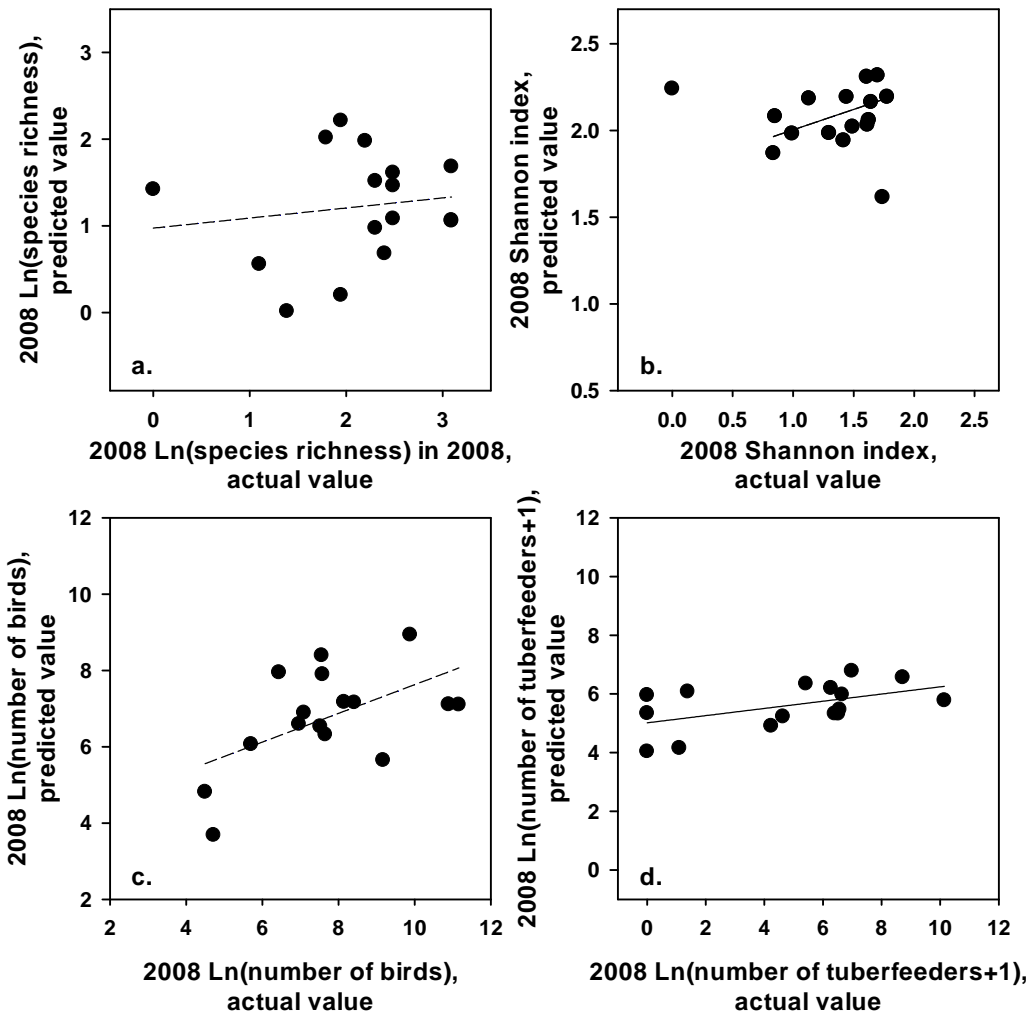 2008 Ln(species richness),
predicted value
3
2
1
0
a.
0 1 2 3
2008 Ln(species richness) in 2008,
actual value
2008 Shannon index,
predicted value
2.5
2.0
1.5
1.0
0.5
b.
0.0 0.5 1.0 1.5 2.0 2.5
2008 Shannon index,
actual value
2008 Ln(number of birds),
predicted value
12
10
8
6
4
2
c.
2 4 6 8 10 12
2008 Ln(number of birds),
actual value
2008 Ln(number of tuberfeeders+1),
predicted value
12
10
8
6
4
2
0
d.
0 2 4 6 8 10 12
2008 Ln(number of tuberfeeders+1),
actual value